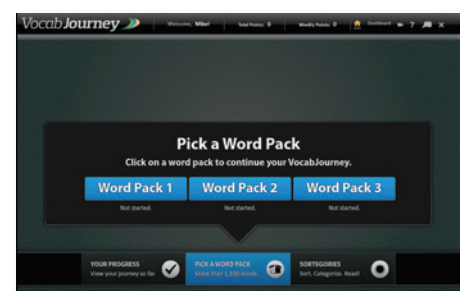 VocabJourney
Welcome, Mike! Total Points: 0 Weekly Points: 0 Dashboard ? X
Pick a Word Pack
Click on a word pack to continue your VocabJourney.
Word Pack 1 Word Pack 2 Word Pack 3
Not started. Not started. Not started.
YOUR PROGRESS PICK A WORD PACK SORTEGORIES
View your journey so far. More than 1,500 words. Sort. Categorize. Read!